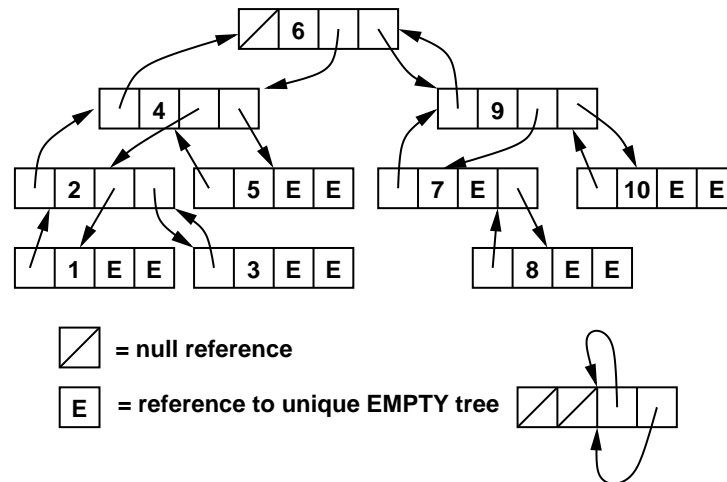 6
4
9
2
5 E E
7 E
10 E E
1 E E
3 E E
8 E E
= null reference
E = reference to unique EMPTY tree